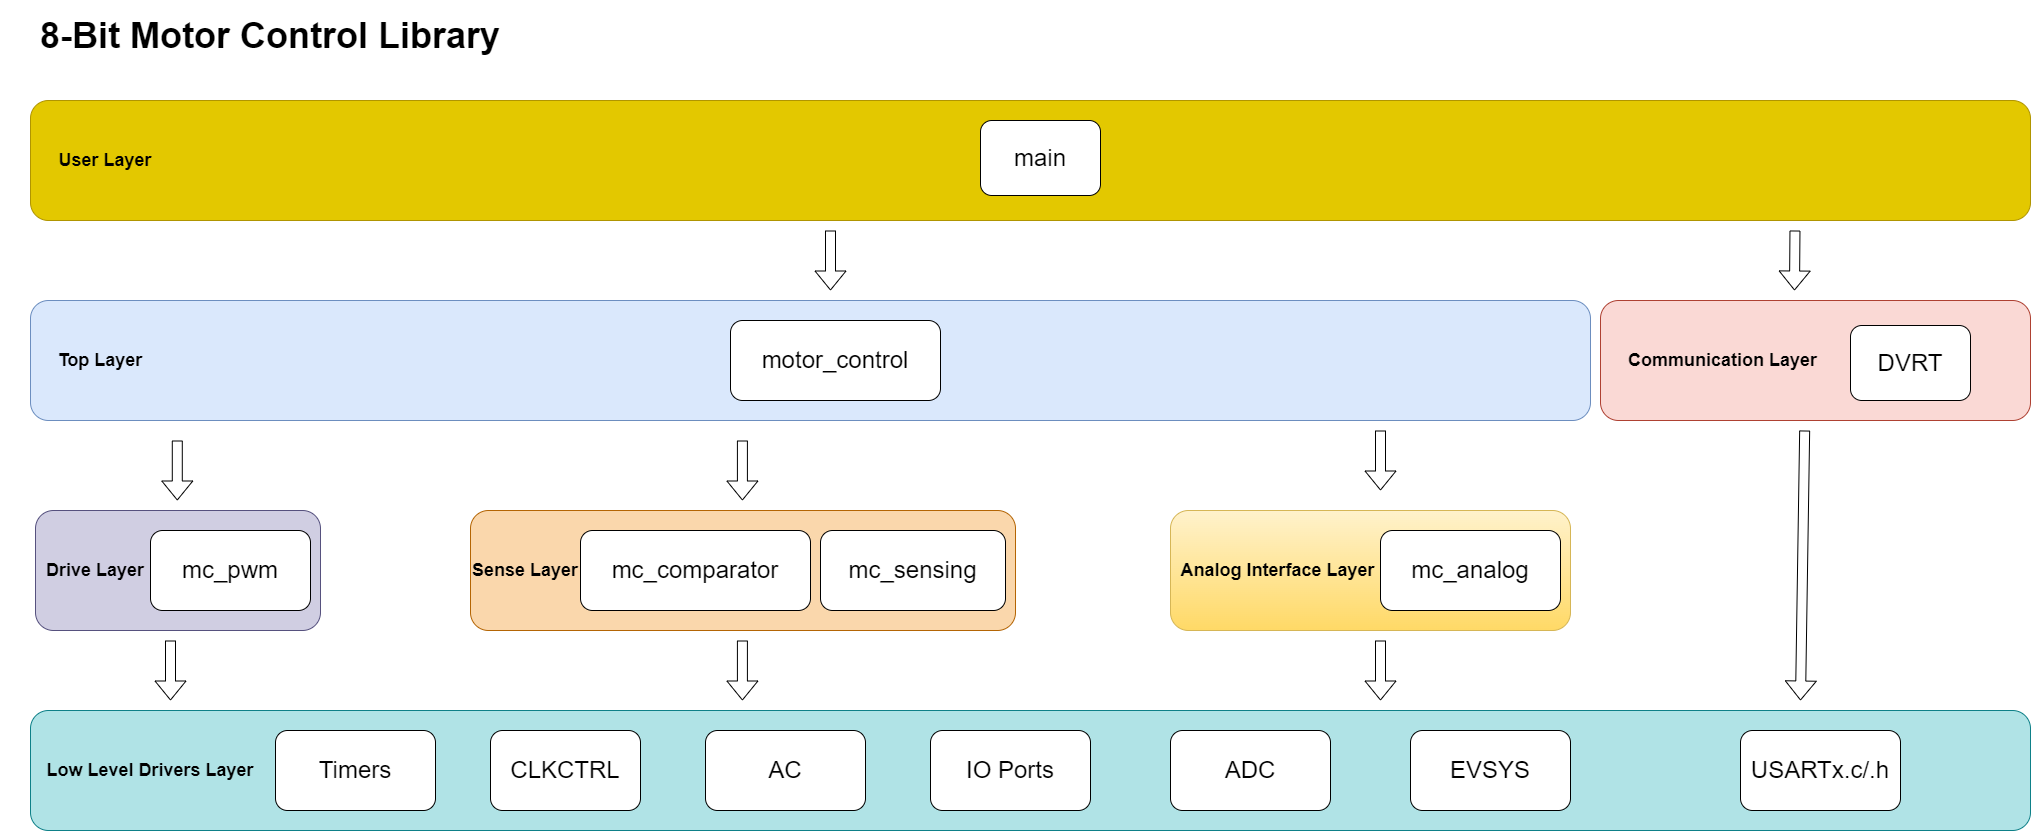 8-Bit Motor Control Library
User Layer
main
Top Layer
motor_control
Communication Layer
DVRT
Drive Layer
mc_pwm
Sense Layer
mc_comparator
mc_sensing
Analog Interface Layer
mc_analog
Low Level Drivers Layer
Timers
CLKCTRL
AC
IO Ports
ADC
EVSYS
USARTx.c/.h